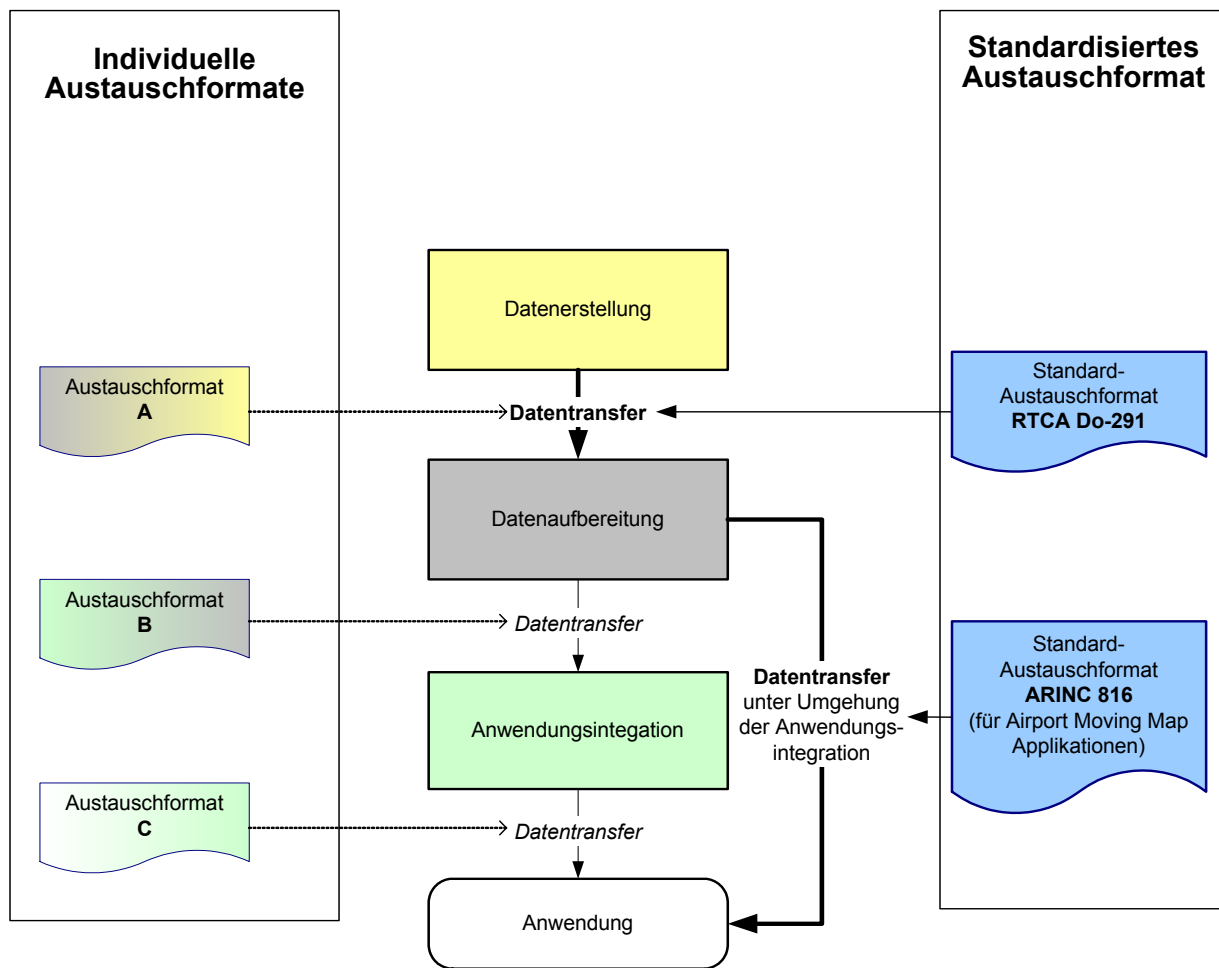 Individuelle
Austauschformate
Standardisiertes
Austauschformat
Datenerstellung
Austauschformat
A
Datentransfer
Standard-
Austauschformat
RTCA Do-291
Datenaufbereitung
Austauschformat
B
Datentransfer
Anwendungsintegation
Datentransfer
unter Umgehung
der Anwendungs-
integration
Standard-
Austauschformat
ARINC 816
(für Airport Moving Map
Applikationen)
Austauschformat
C
Datentransfer
Anwendung